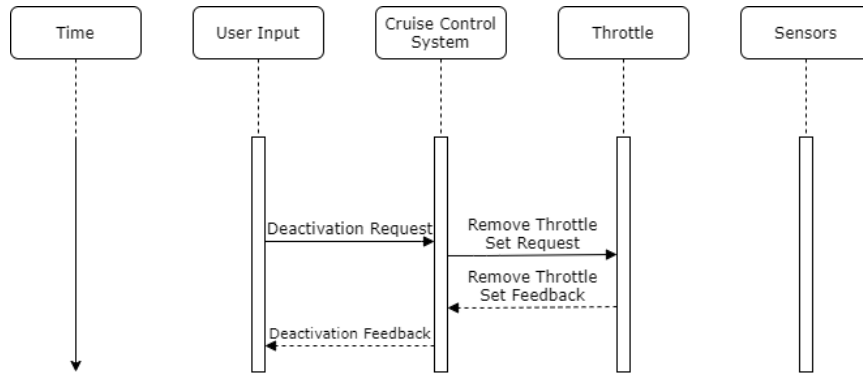 Time
User Input
Cruise Control
System
Throttle
Sensors
Deactivation Request
Remove Throttle
Set Request
Remove Throttle
Set Feedback
Deactivation Feedback